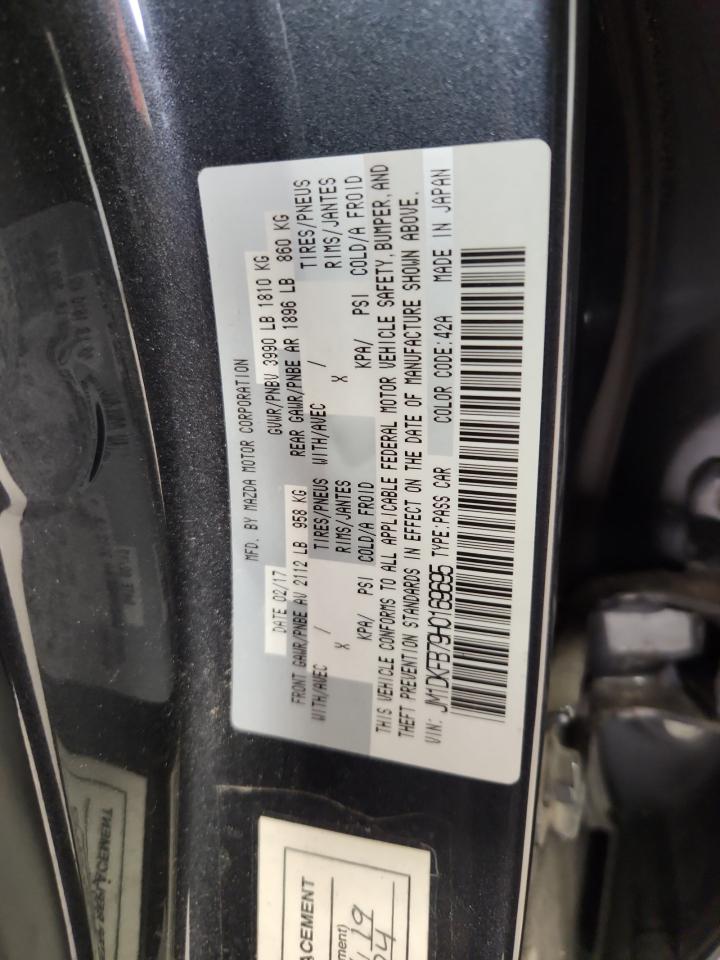 MFD. BY MAZDA MOTOR CORPORATION
DATE 02/17 GVWR/PNBV 3990 LB 1810 KG
FRONT GAWR/PNBE AV 2112 LB 958 KG REAR GAWR/PNBE AR 1896 LB 860 KG
WITH/AVEC / TIRES/PNEUS WITH/AVEC / TIRES/PNEUS
X RIMS/JANTES X RIMS/JANTES
KPA/ PSI COLD/A FROID KPA/ PSI COLD/A FROID
THIS VEHICLE CONFORMS TO ALL APPLICABLE FEDERAL MOTOR VEHICLE SAFETY, BUMPER, AND
THEFT PREVENTION STANDARDS IN EFFECT ON THE DATE OF MANUFACTURE SHOWN ABOVE.
VIN: JM1DKFB79H0169695 TYPE:PASS CAR COLOR CODE:42A MADE IN JAPAN
ACEMENT
ment)
19